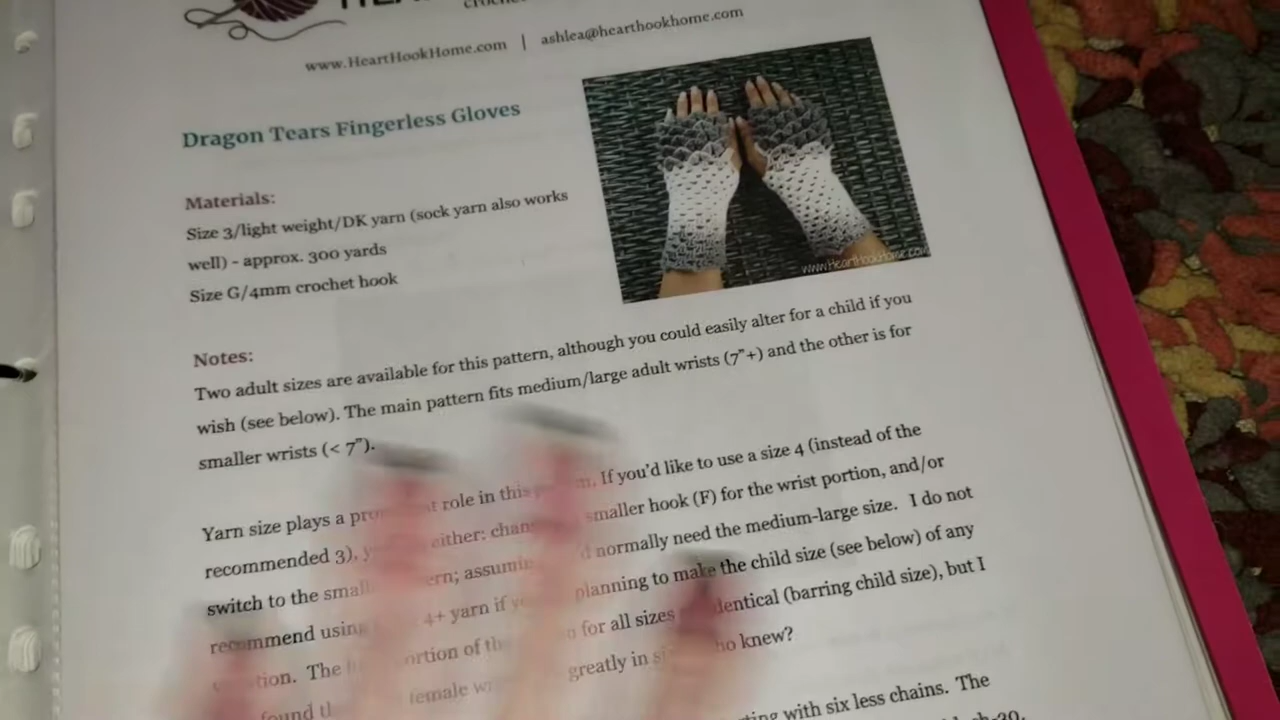 www.HeartHookHome.com | ashlea@hearthookhome.com
Dragon Tears Fingerless Gloves
Materials:
Size 3/light weight/DK yarn (sock yarn also works
well) - approx. 300 yards
Size G/4mm crochet hook
www.HeartHookHome.com
Notes:
Two adult sizes are available for this pattern, although you could easily alter for a child if you
wish (see below). The main pattern fits medium/large adult wrists (7"+) and the other is for
smaller wrists (< 7").
Yarn size plays a role in this If you'd like to use a size 4 (instead of the
recommended 3), either: smaller hook (F) for the wrist portion, and/or
switch to the normally need the medium-large size. I do not
recommend using 4+ yarn if planning to make the child size (see below) of any
The portion of for all sizes identical (barring child size), but I
found female greatly in knew?
with six less chains. The
ch-20,